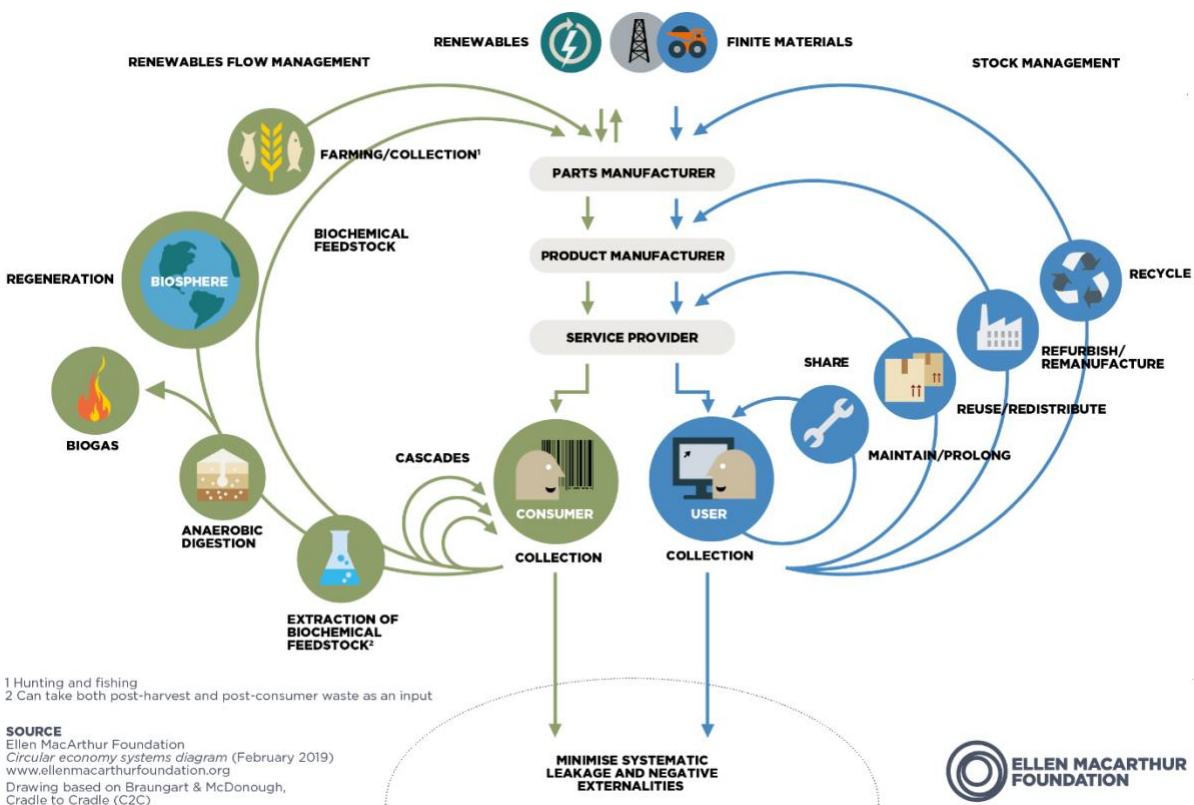 RENEWABLES
FINITE MATERIALS
RENEWABLES FLOW MANAGEMENT
STOCK MANAGEMENT
FARMING/COLLECTION¹
PARTS MANUFACTURER
BIOCHEMICAL
FEEDSTOCK
PRODUCT MANUFACTURER
REGENERATION
BIOSPHERE
RECYCLE
SERVICE PROVIDER
SHARE
REFURBISH/
REMANUFACTURE
REUSE/REDISTRIBUTE
BIOGAS
CASCADES
MAINTAIN/PROLONG
CONSUMER
USER
ANAEROBIC
DIGESTION
COLLECTION
COLLECTION
EXTRACTION OF
BIOCHEMICAL
FEEDSTOCK²
1 Hunting and fishing
2 Can take both post-harvest and post-consumer waste as an input
SOURCE
Ellen MacArthur Foundation
Circular economy systems diagram (February 2019)
www.ellenmacarthurfoundation.org
Drawing based on Braungart & McDonough,
Cradle to Cradle (C2C)
MINIMISE SYSTEMATIC
LEAKAGE AND NEGATIVE
EXTERNALITIES
ELLEN MACARTHUR
FOUNDATION